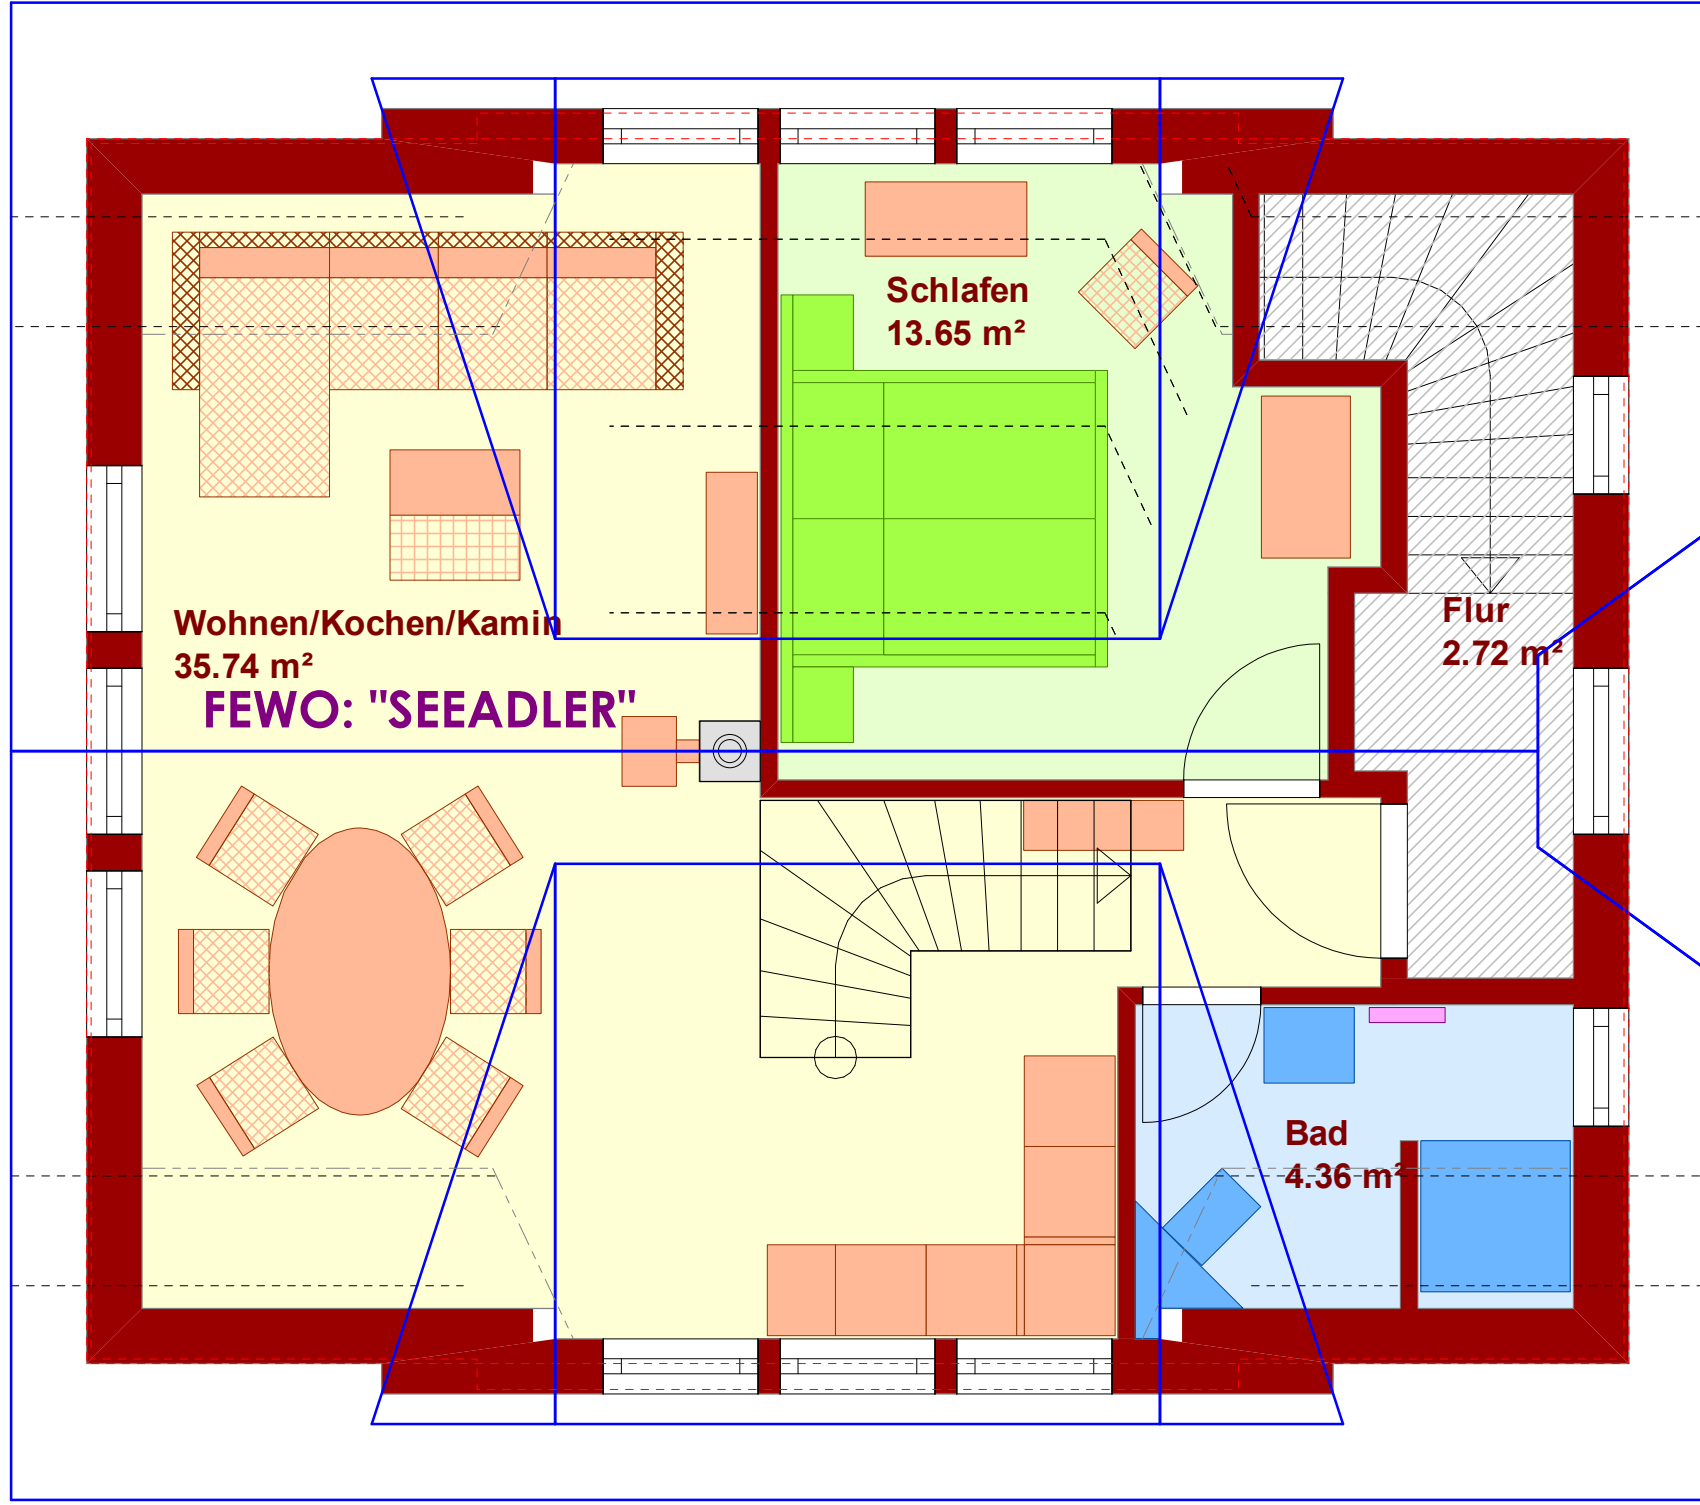 Schlafen
13.65 m²
Wohnen/Kochen/Kamin
35.74 m²
FEWO: "SEEADLER"
Flur
2.72 m²
Bad
4.36 m²